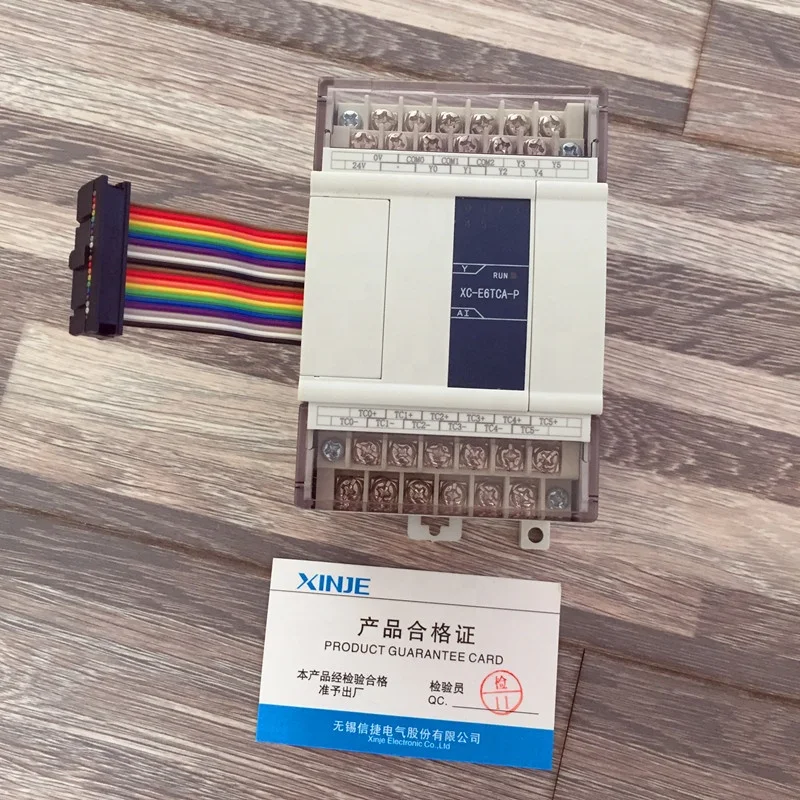 0V COM0 COM1 COM2 Y3 Y5
24V · Y0 Y1 Y2 Y4
Y RUN
XC-E6TCA-P
AI
TC0+ TC1+ TC2+ TC3+ TC4+ TC5+
TC0- TC1- TC2- TC3- TC4- TC5-
XINJE
产品合格证
PRODUCT GUARANTEE CARD
本产品经检验合格
准予出厂
检验员
QC.
检
11
无锡信捷电气股份有限公司
Xinje Electronic Co.,Ltd